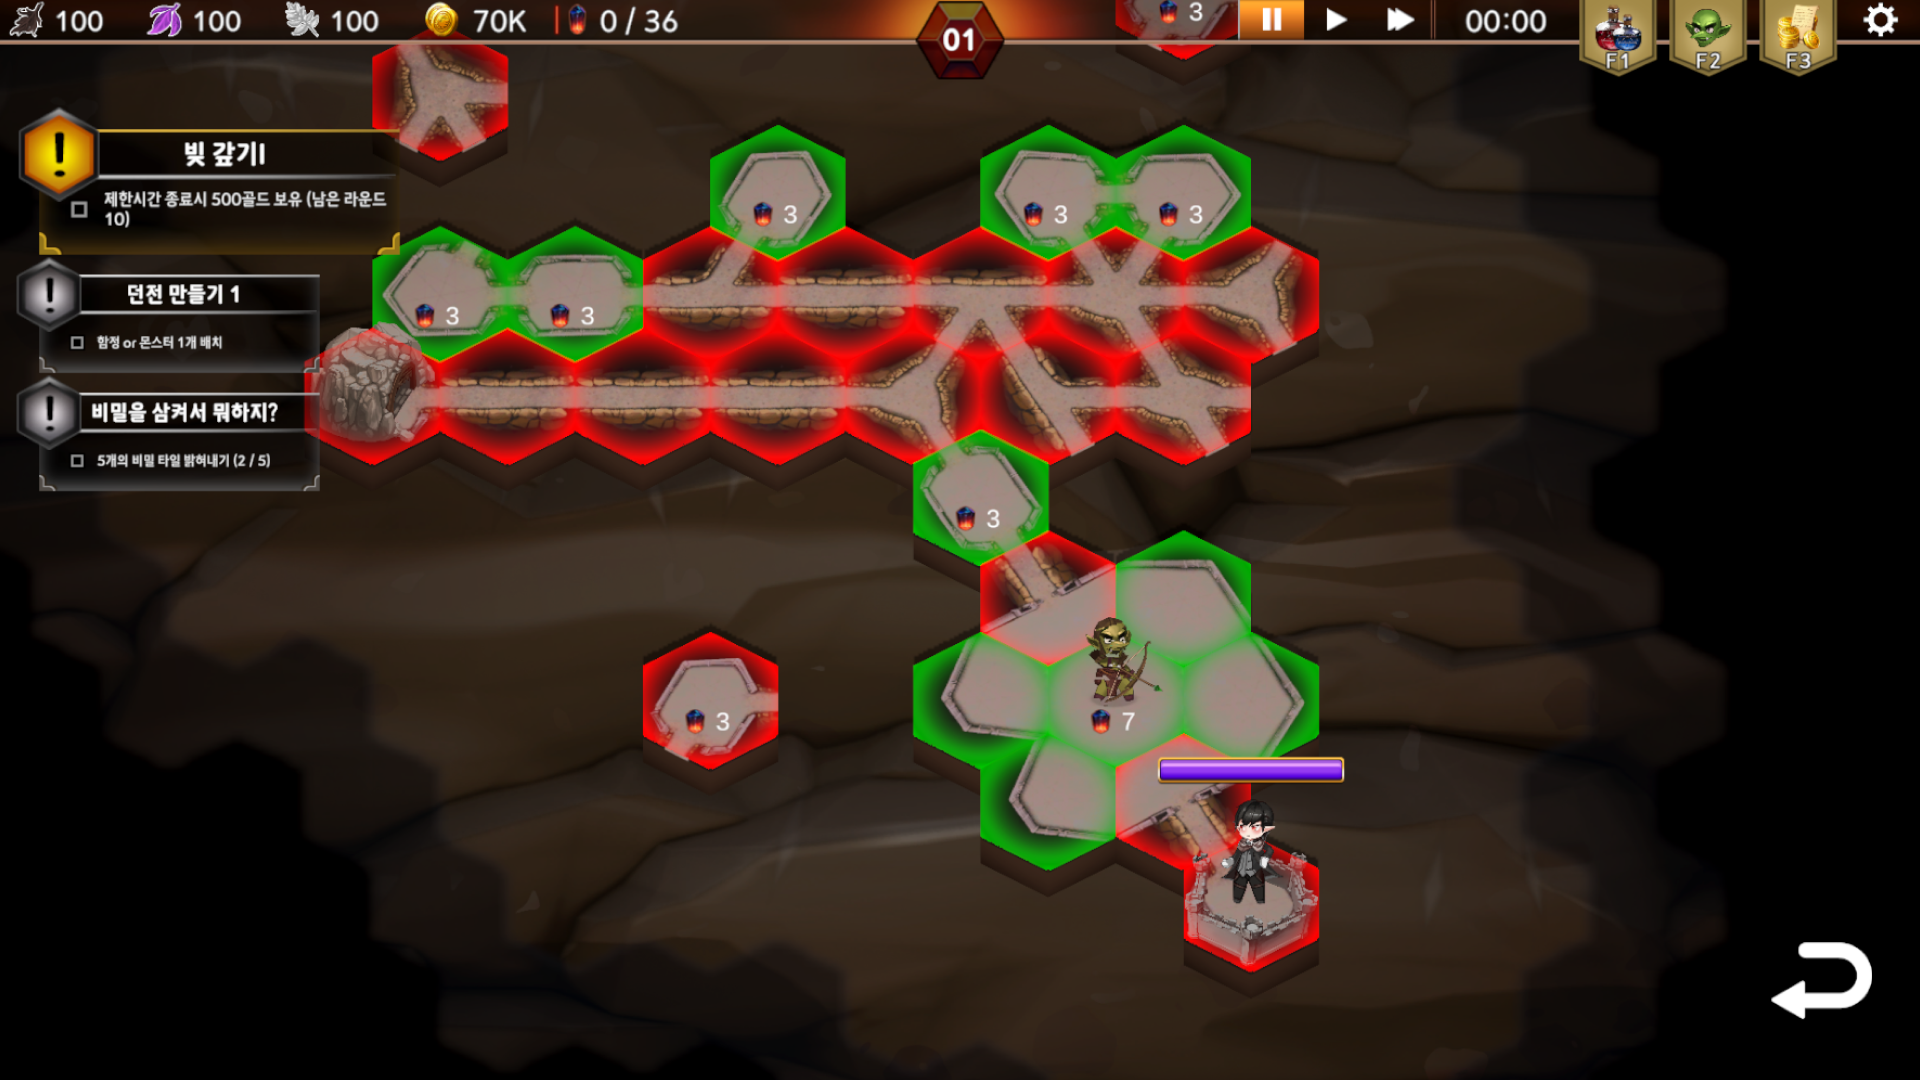 100
100
100
70K
0 / 36
01
3
00:00
F1
F2
F3
빚 갚기I
제한시간 종료시 500골드 보유 (남은 라운드
10)
던전 만들기 1
함정 or 몬스터 1개 배치
비밀을 삼켜서 뭐하지?
5개의 비밀 타일 밝혀내기 (2 / 5)
3
3
3
3
3
3
3
7